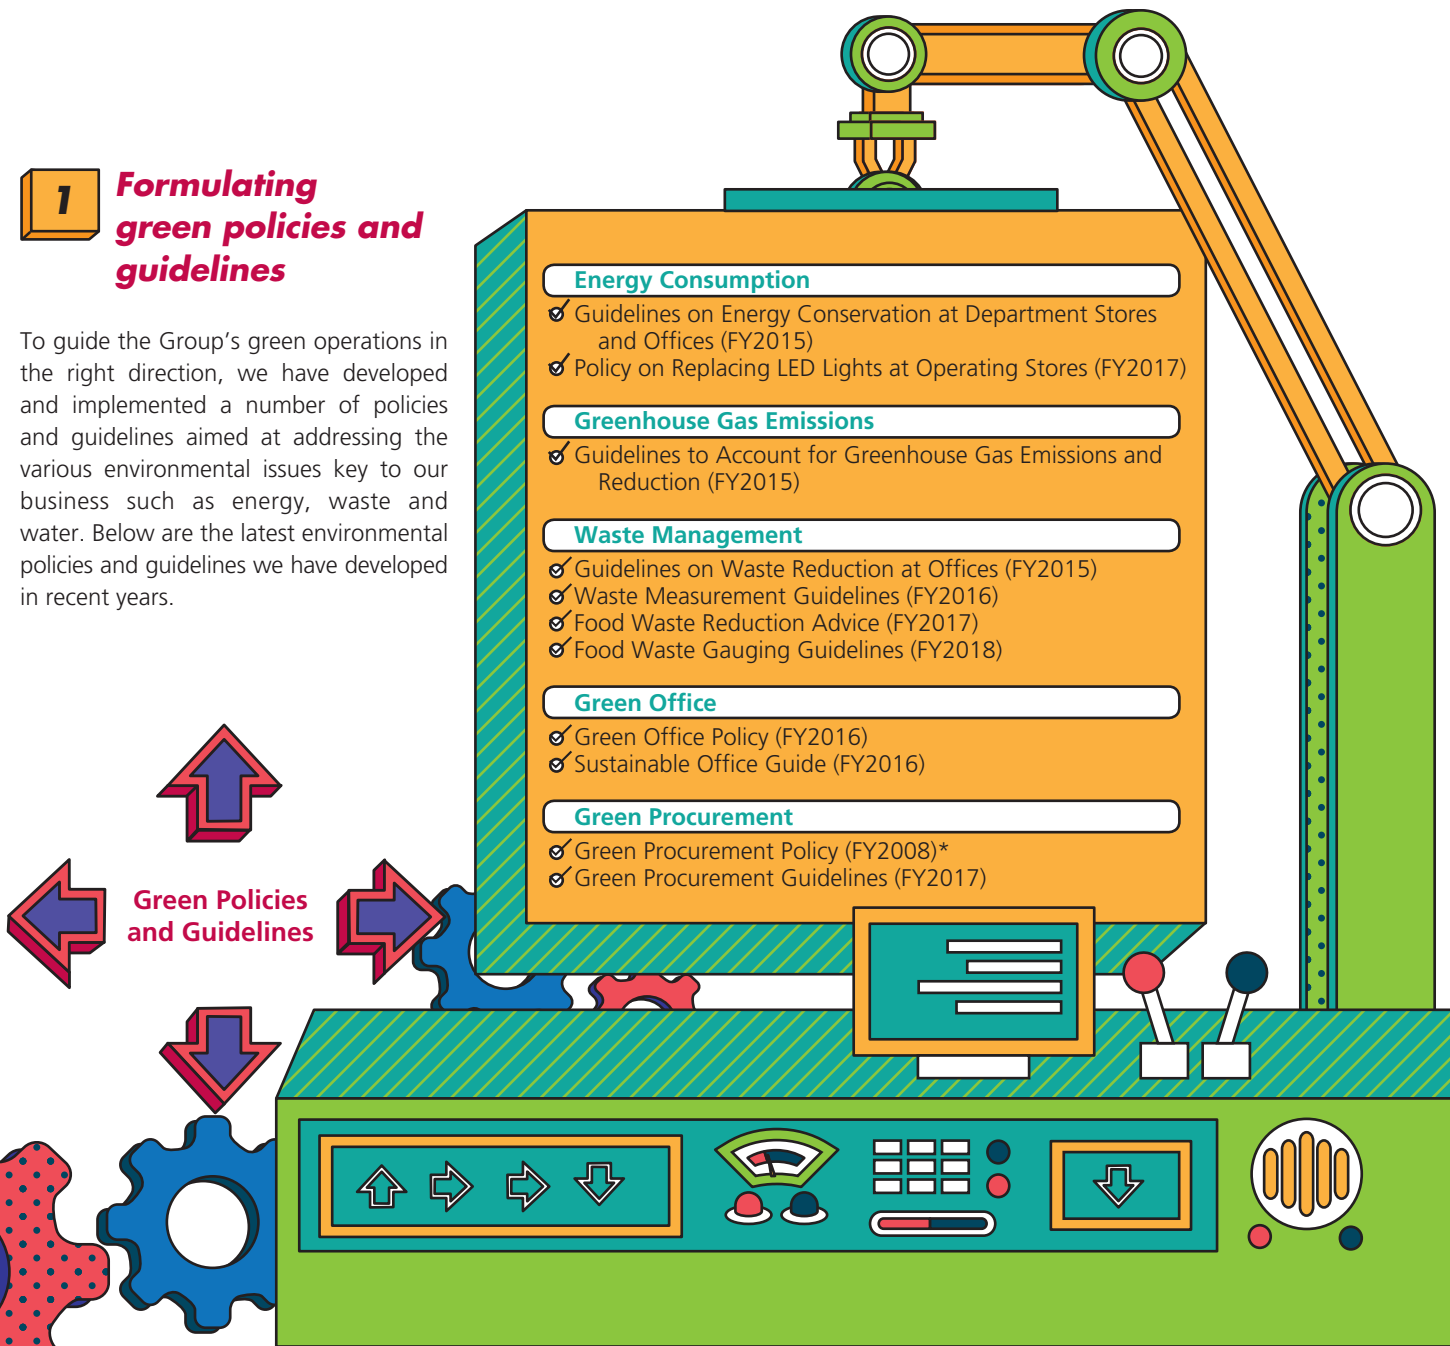 1
Formulating
green policies and
guidelines
To guide the Group's green operations in
the right direction, we have developed
and implemented a number of policies
and guidelines aimed at addressing the
various environmental issues key to our
business such as energy, waste and
water. Below are the latest environmental
policies and guidelines we have developed
in recent years.
Energy Consumption
Guidelines on Energy Conservation at Department Stores
and Offices (FY2015)
Policy on Replacing LED Lights at Operating Stores (FY2017)
Greenhouse Gas Emissions
Guidelines to Account for Greenhouse Gas Emissions and
Reduction (FY2015)
Waste Management
Guidelines on Waste Reduction at Offices (FY2015)
Waste Measurement Guidelines (FY2016)
Food Waste Reduction Advice (FY2017)
Food Waste Gauging Guidelines (FY2018)
Green Office
Green Office Policy (FY2016)
Sustainable Office Guide (FY2016)
Green Procurement
Green Procurement Policy (FY2008)*
Green Procurement Guidelines (FY2017)
Green Policies
and Guidelines